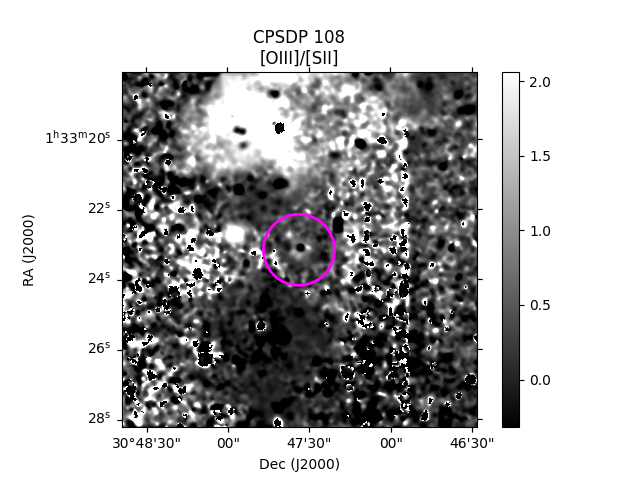 CPSDP 108
[OIII]/[SII]
RA (J2000)
1ʰ33ᵐ20ˢ
22ˢ
24ˢ
26ˢ
28ˢ
30°48'30"
00"
47'30"
00"
46'30"
Dec (J2000)
2.0
1.5
1.0
0.5
0.0